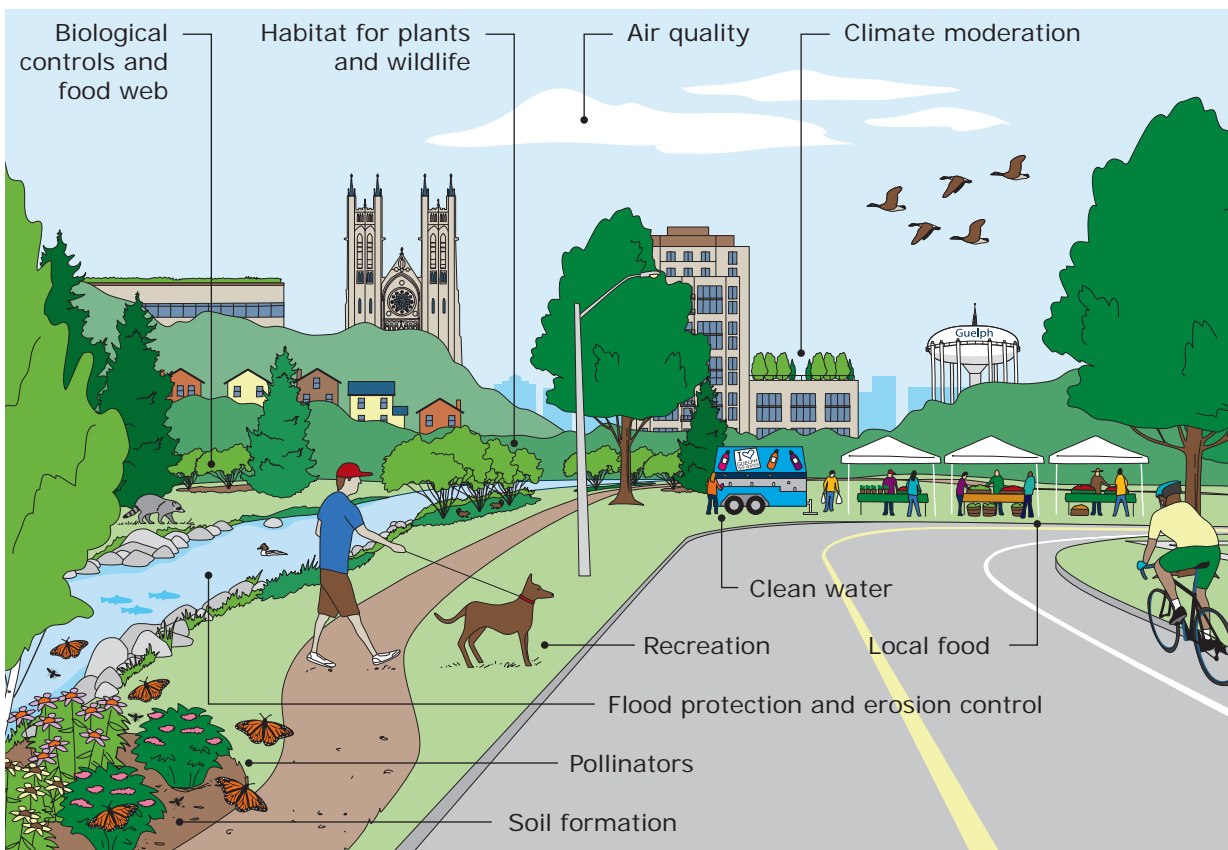 Biological
controls and
food web
Habitat for plants
and wildlife
Air quality
Climate moderation
Guelph
I
GUELPH
Clean water
Recreation
Local food
Flood protection and erosion control
Pollinators
Soil formation